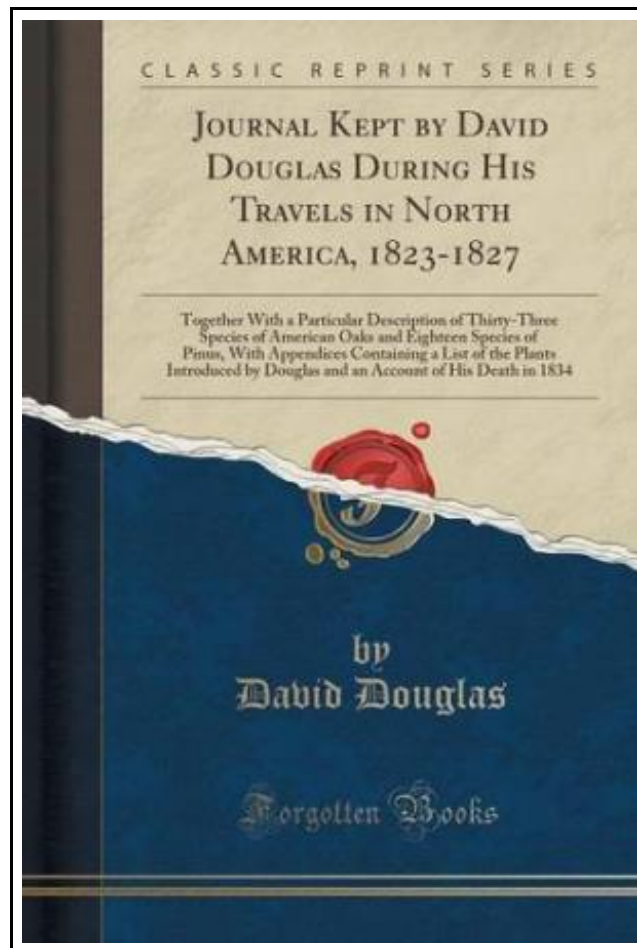 CLASSIC REPRINT SERIES
JOURNAL KEPT BY DAVID
DOUGLAS DURING HIS
TRAVELS IN NORTH
AMERICA, 1823-1827
Together With a Particular Description of Thirty-Three
Species of American Oaks and Eighteen Species of
Pinus, With Appendices Containing a List of the Plants
Introduced by Douglas and an Account of His Death in 1834
F
by
David Douglas
Forgotten Books